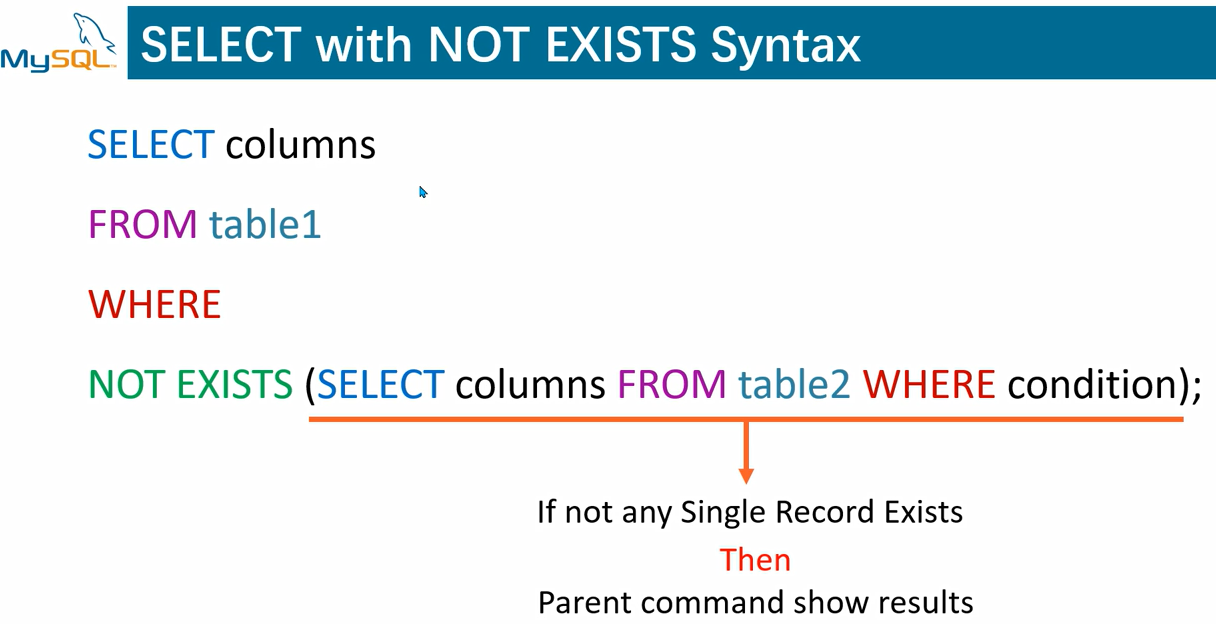 MySQL™
SELECT with NOT EXISTS Syntax
SELECT columns
FROM table1
WHERE
NOT EXISTS (SELECT columns FROM table2 WHERE condition);
If not any Single Record Exists
Then
Parent command show results